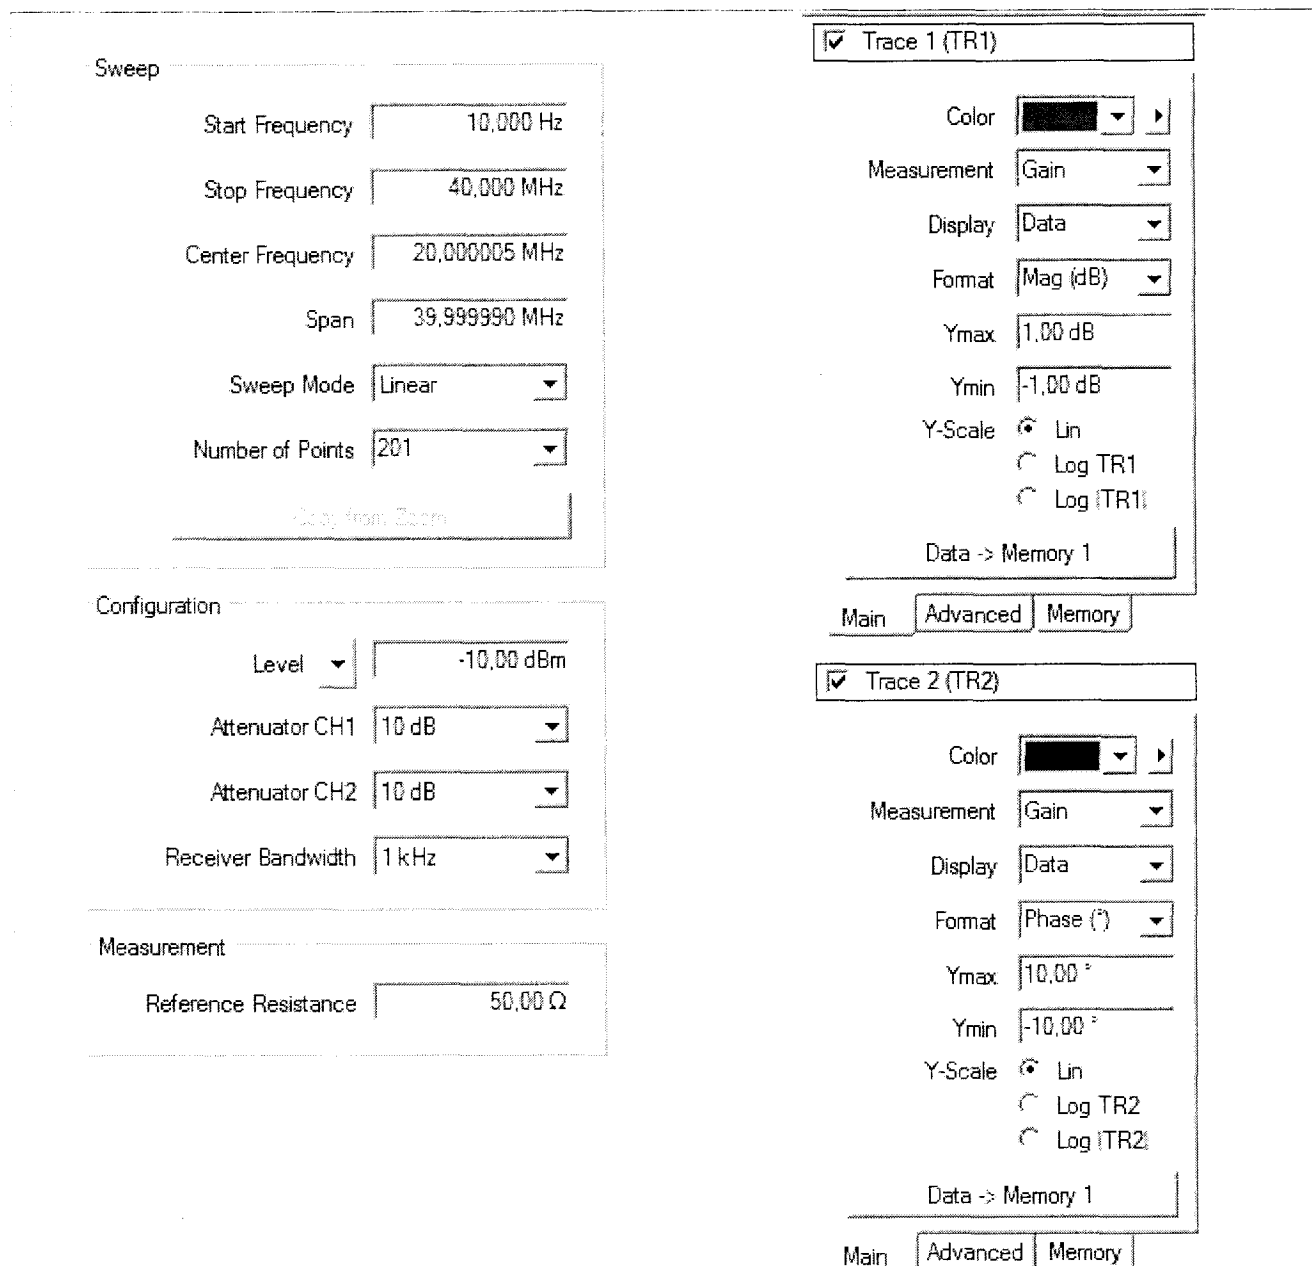 Sweep
Start Frequency 10,000 Hz
Stop Frequency 40,000 MHz
Center Frequency 20,000005 MHz
Span 39,999990 MHz
Sweep Mode Linear
Number of Points 201
Copy from Zoom
Configuration
Level -10,00 dBm
Attenuator CH1 10 dB
Attenuator CH2 10 dB
Receiver Bandwidth 1 kHz
Measurement
Reference Resistance 50,00 Ω
Trace 1 (TR1)
Color
Measurement Gain
Display Data
Format Mag (dB)
Ymax 1,00 dB
Ymin -1,00 dB
Y-Scale Lin
Log TR1
Log |TR1|
Data -> Memory 1
Main Advanced Memory
Trace 2 (TR2)
Color
Measurement Gain
Display Data
Format Phase (°)
Ymax 10,00 °
Ymin -10,00 °
Y-Scale Lin
Log TR2
Log |TR2|
Data -> Memory 1
Main Advanced Memory